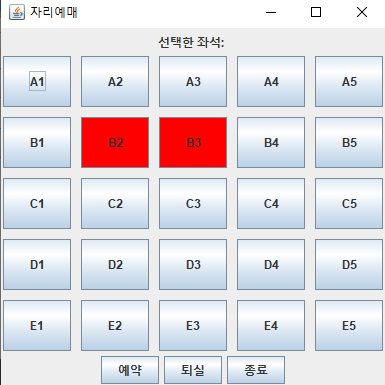 자리예매
선택한 좌석:
A1 A2 A3 A4 A5
B1 B2 B3 B4 B5
C1 C2 C3 C4 C5
D1 D2 D3 D4 D5
E1 E2 E3 E4 E5
예약 퇴실 종료